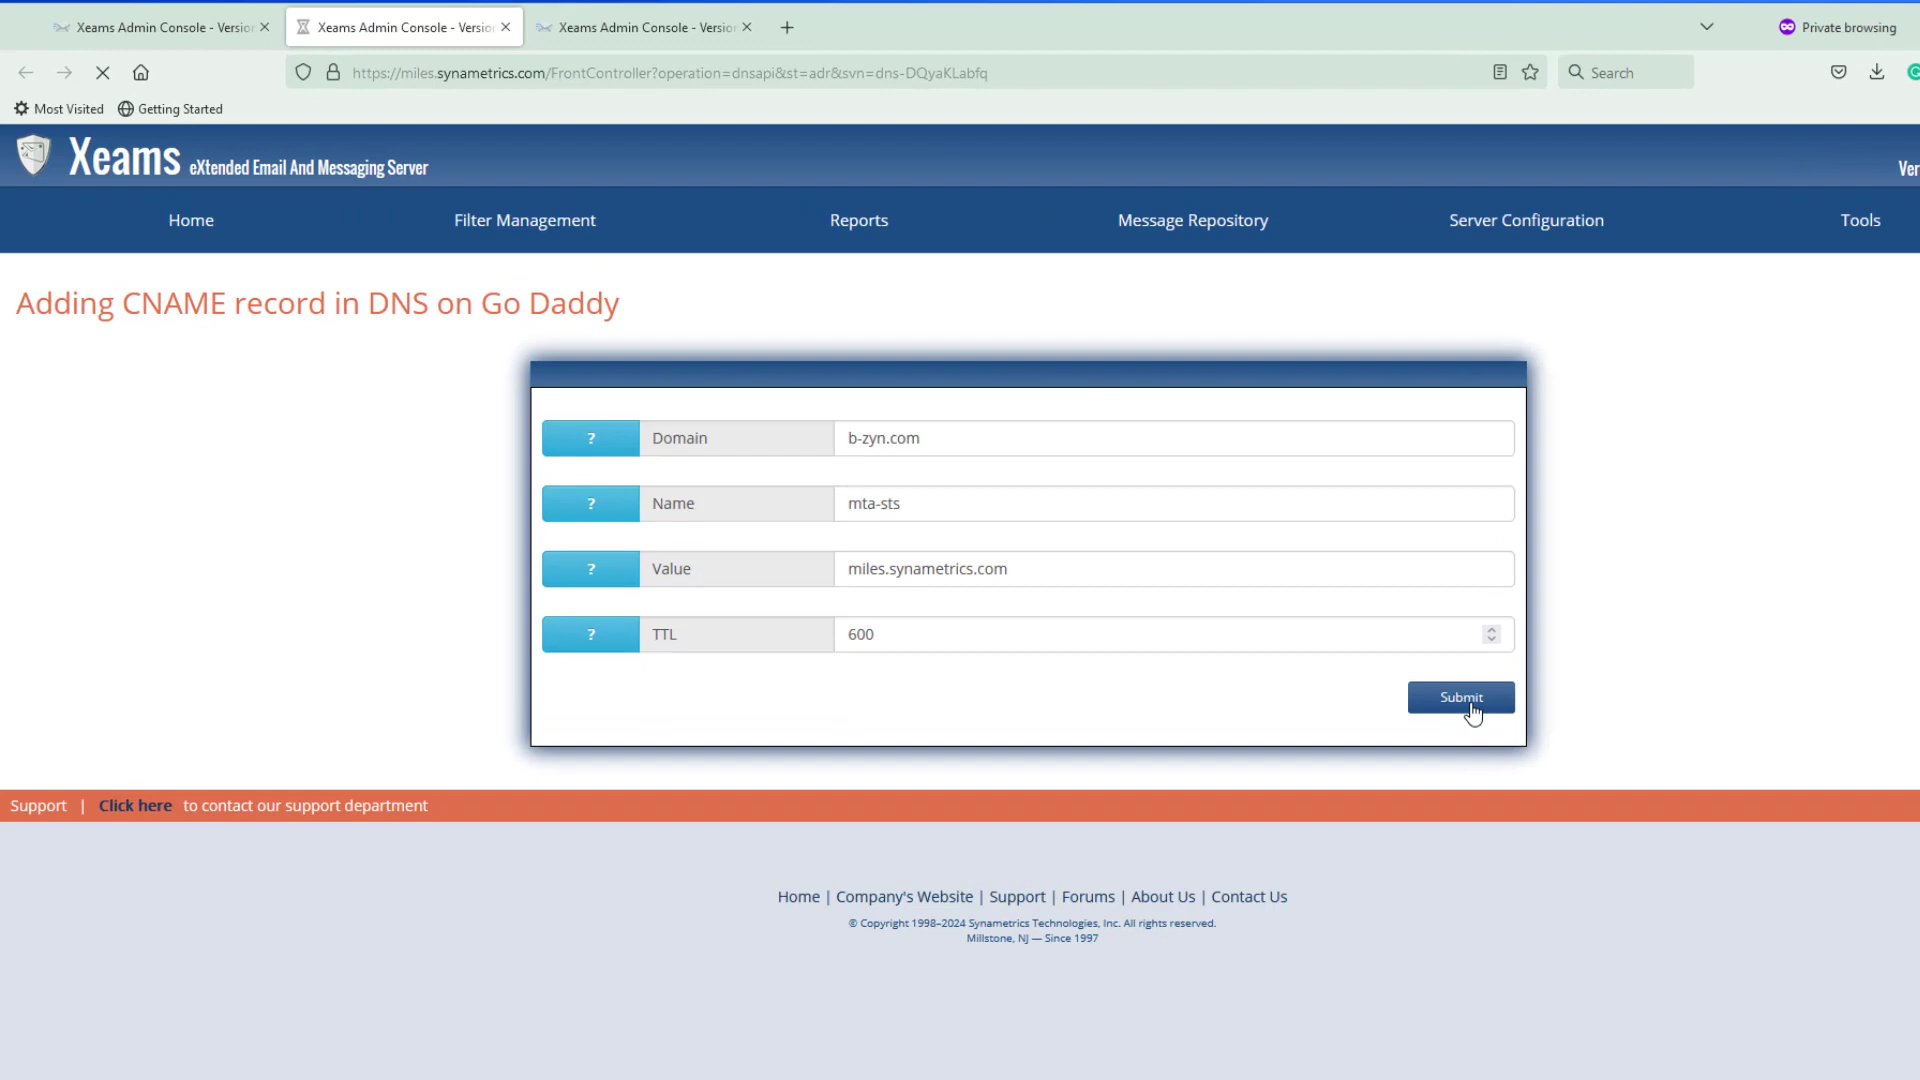 Xeams Admin Console - Version
Xeams Admin Console - Version
Xeams Admin Console - Version
Private browsing
https://miles.synametrics.com/FrontController?operation=dnsapi&st=adr&svn=dns-DQyaKLabfq
Search
Most Visited
Getting Started
Xeams eXtended Email And Messaging Server
Ver
Home
Filter Management
Reports
Message Repository
Server Configuration
Tools
Adding CNAME record in DNS on Go Daddy
? Domain b-zyn.com
? Name mta-sts
? Value miles.synametrics.com
? TTL 600
Submit
Support | Click here to contact our support department
Home | Company's Website | Support | Forums | About Us | Contact Us
© Copyright 1998–2024 Synametrics Technologies, Inc. All rights reserved.
Millstone, NJ — Since 1997